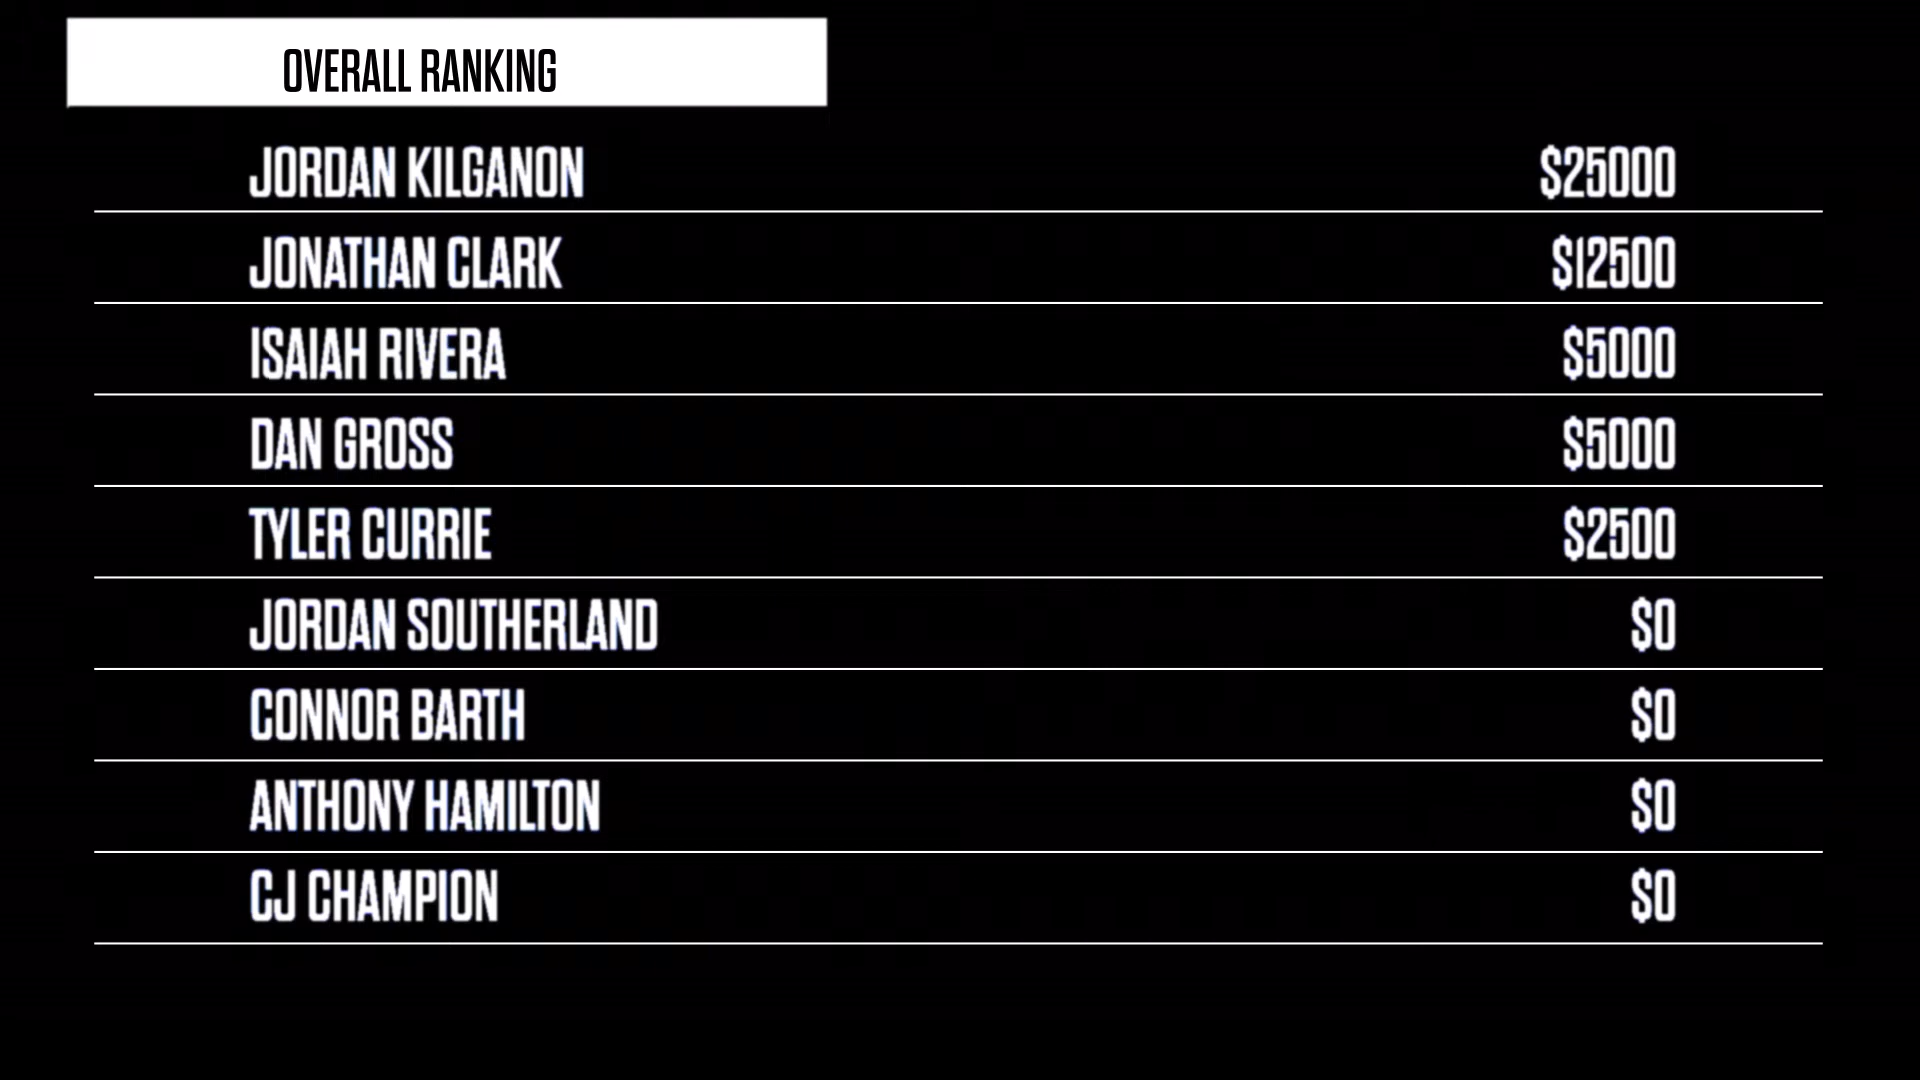 OVERALL RANKING
JORDAN KILGANON $25000
JONATHAN CLARK $12500
ISAIAH RIVERA $5000
DAN GROSS $5000
TYLER CURRIE $2500
JORDAN SOUTHERLAND $0
CONNOR BARTH $0
ANTHONY HAMILTON $0
CJ CHAMPION $0